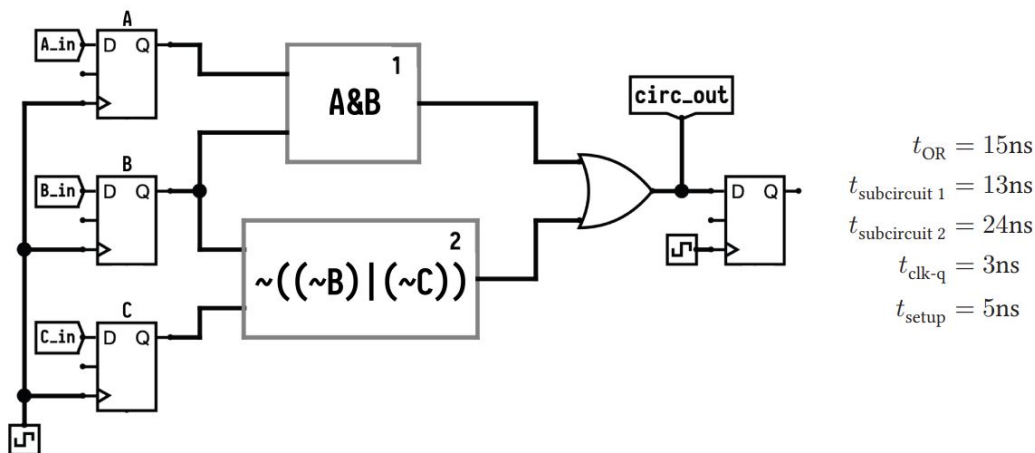 A
A_in
D Q
1
A&B
circ_out
B
B_in
D Q
D Q
2
~((~B)|(~C))
C
C_in
D Q
t_OR = 15ns
t_subcircuit 1 = 13ns
t_subcircuit 2 = 24ns
t_clk-q = 3ns
t_setup = 5ns